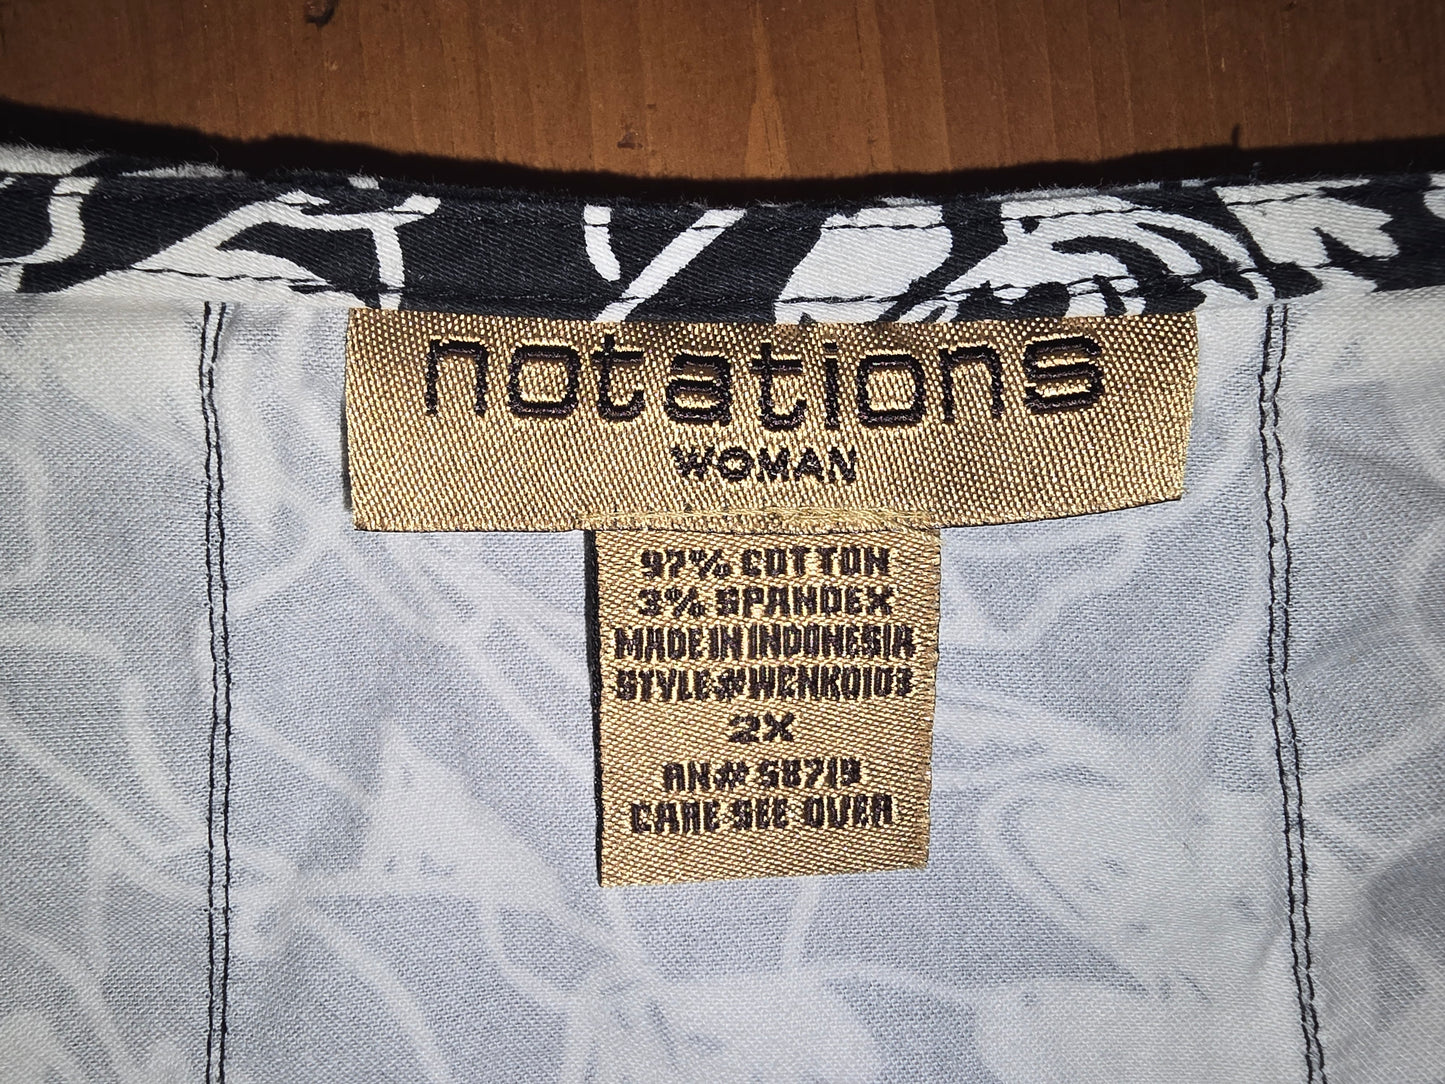 notations
WOMAN
97% COTTON
3% SPANDEX
MADE IN INDONESIA
STYLE#WENK0103
2X
RN# 58719
CARE SEE OVER